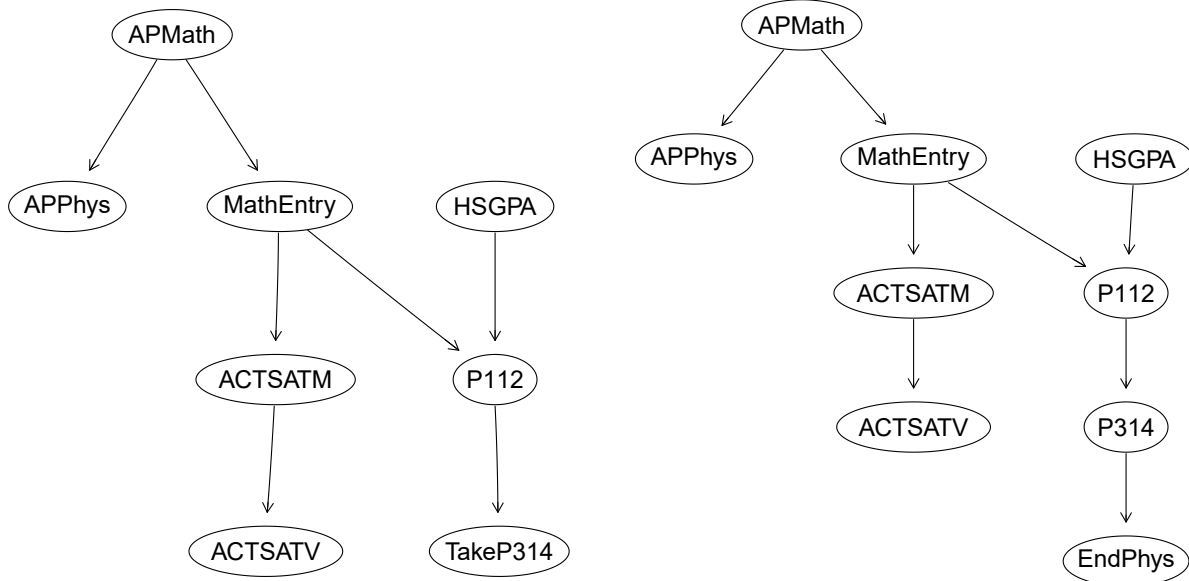 APMath
APPhys
MathEntry
HSGPA
ACTSATM
P112
ACTSATV
TakeP314
APMath
APPhys
MathEntry
HSGPA
ACTSATM
P112
ACTSATV
P314
EndPhys